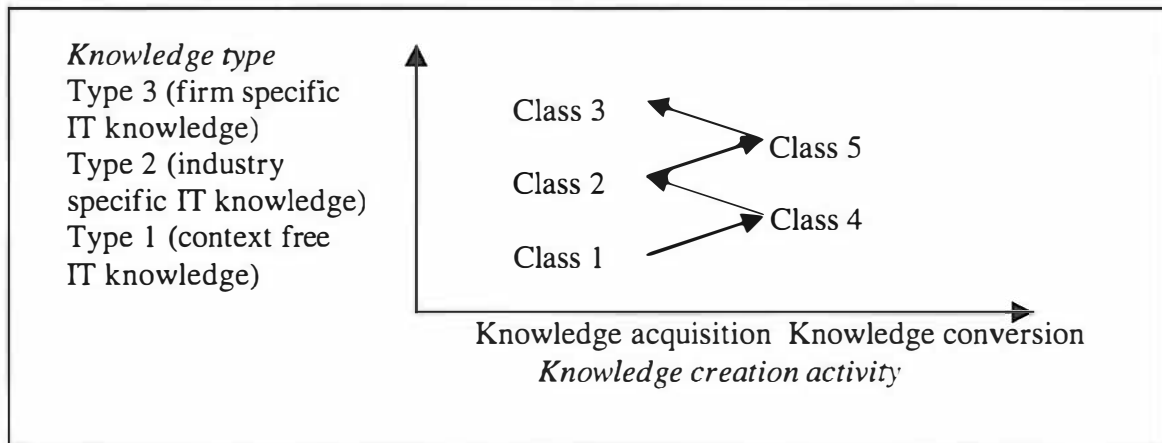 Knowledge type
Type 3 (firm specific
IT knowledge)
Type 2 (industry
specific IT knowledge)
Type 1 (context free
IT knowledge)
Class 3
Class 5
Class 2
Class 4
Class 1
Knowledge acquisition Knowledge conversion
Knowledge creation activity